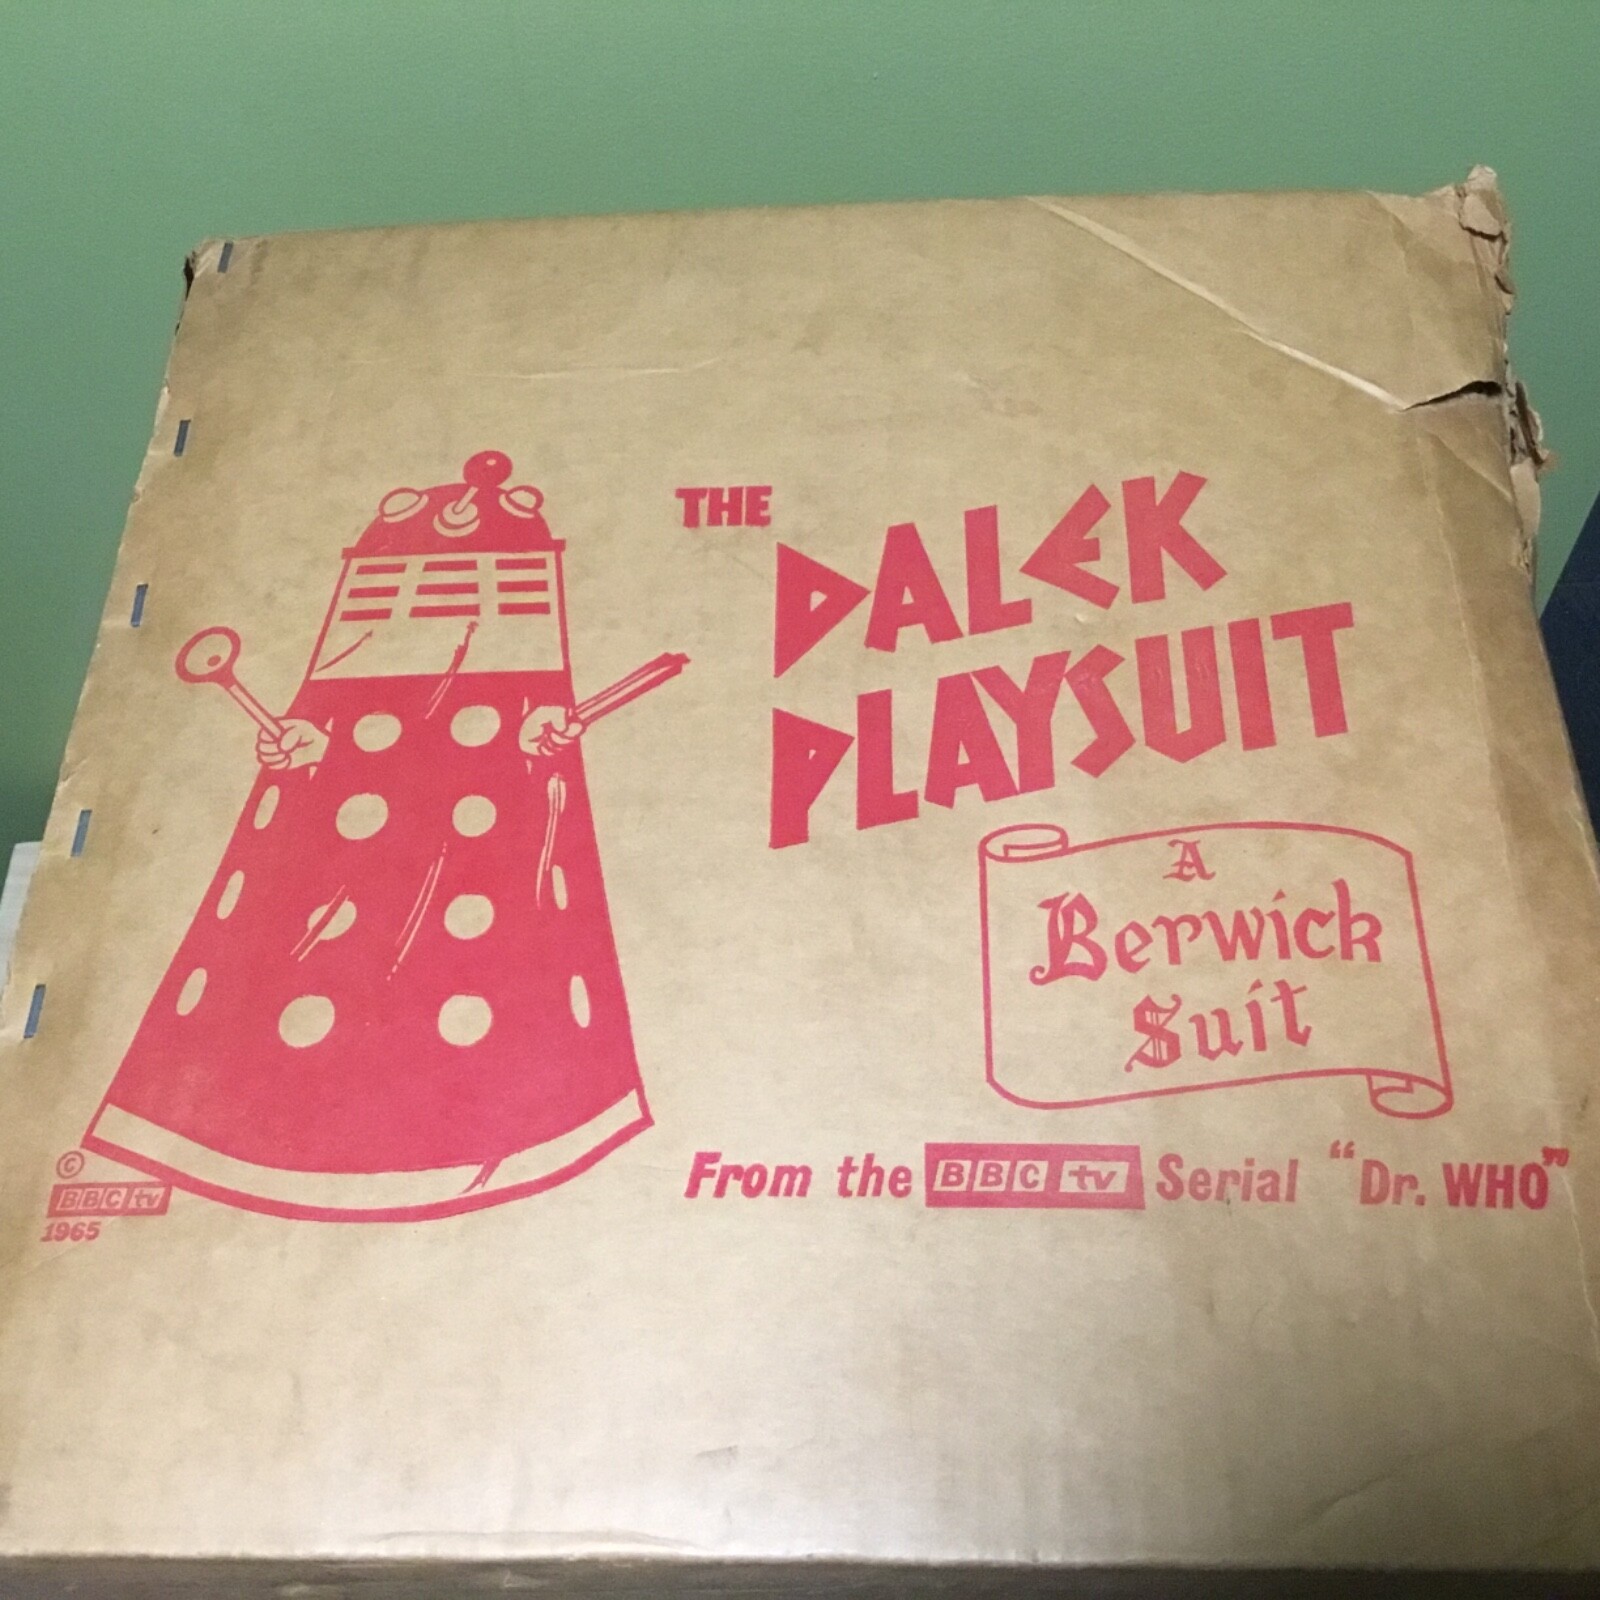 THE
DALEK
PLAYSUIT
A
Berwick
Suit
From the BBC tv Serial "Dr. WHO"
©
BBC tv
1965